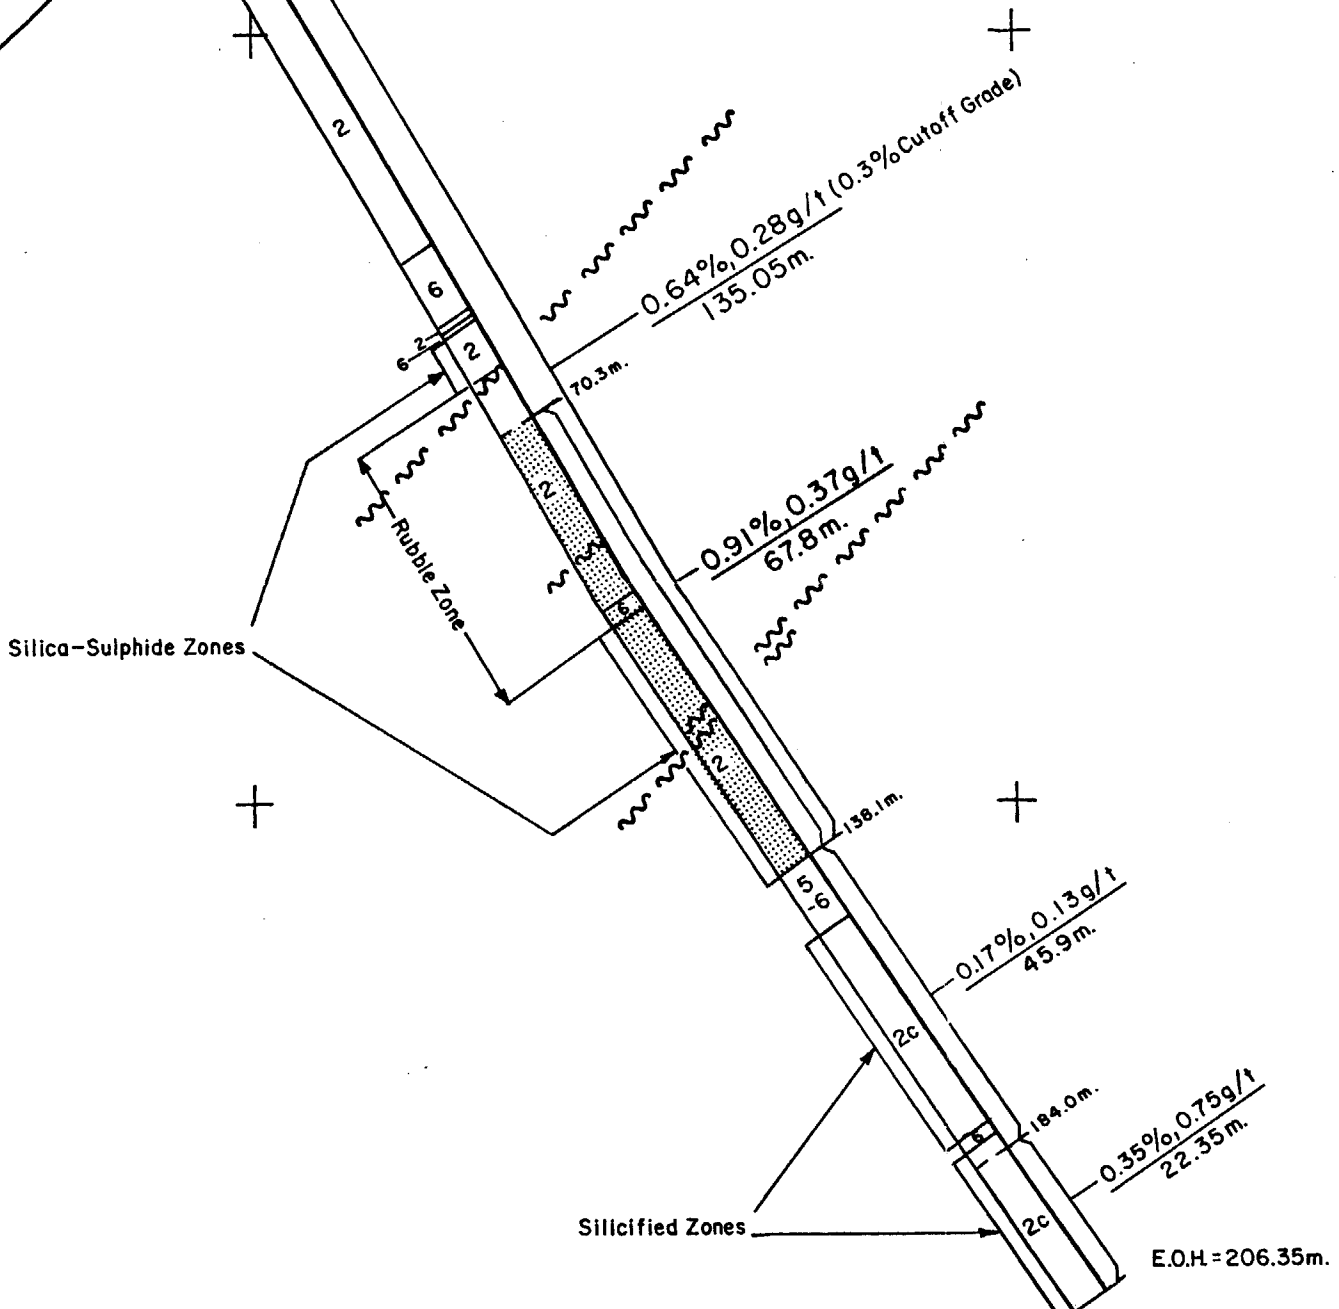 2
0.64%, 0.28g/t (0.3% Cutoff Grade)
135.05m.
6
2
6
2
70.3m.
0.91%, 0.37g/t
67.8m.
2
Rubble Zone
6
Silica-Sulphide Zones
2
138.1m.
5
-6
0.17%, 0.13g/t
45.9m.
2c
184.0m.
6
0.35%, 0.75g/t
22.35m.
Silicified Zones
2c
E.O.H. = 206.35m.